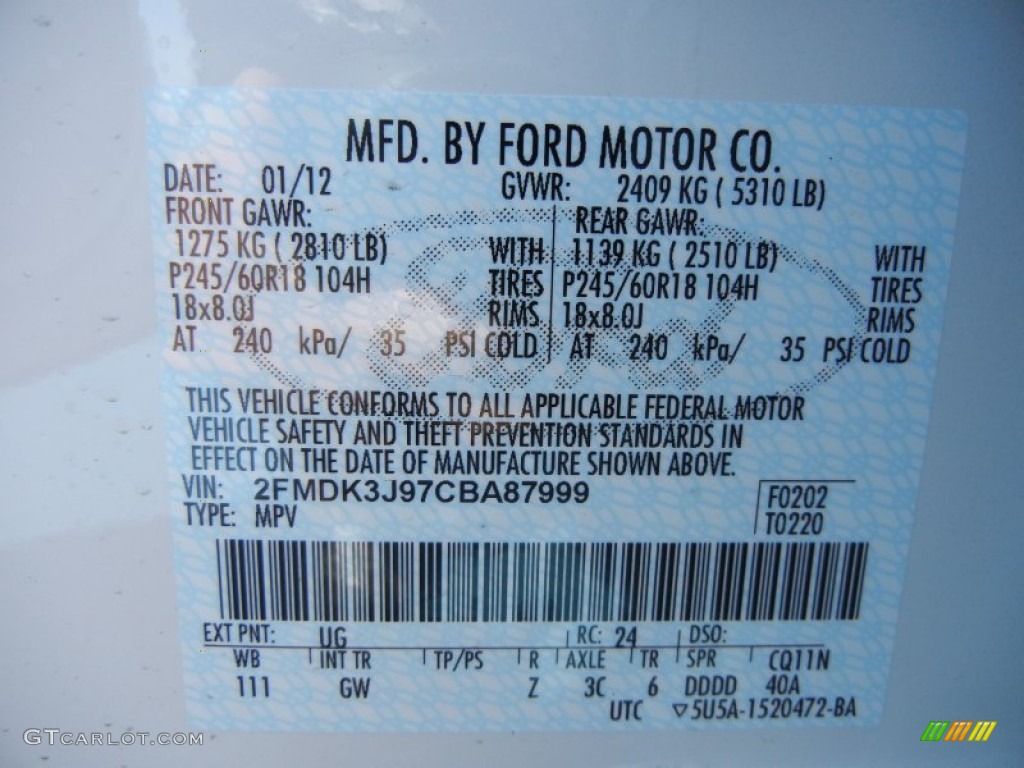 MFD. BY FORD MOTOR CO.
DATE: 01/12 GVWR: 2409 KG ( 5310 LB)
FRONT GAWR: REAR GAWR:
1275 KG ( 2810 LB) WITH 1139 KG ( 2510 LB) WITH
P245/60R18 104H TIRES P245/60R18 104H TIRES
18x8.0J RIMS 18x8.0J RIMS
AT 240 kPa/ 35 PSI COLD AT 240 kPa/ 35 PSI COLD
THIS VEHICLE CONFORMS TO ALL APPLICABLE FEDERAL MOTOR
VEHICLE SAFETY AND THEFT PREVENTION STANDARDS IN
EFFECT ON THE DATE OF MANUFACTURE SHOWN ABOVE.
VIN: 2FMDK3J97CBA87999 F0202
TYPE: MPV T0220
EXT PNT: UG RC: 24 DSO:
WB INT TR TP/PS R AXLE TR SPR CQ11N
111 GW Z 3C 6 DDDD 40A
UTC ▽5U5A-1520472-BA
GTCARLOT.COM